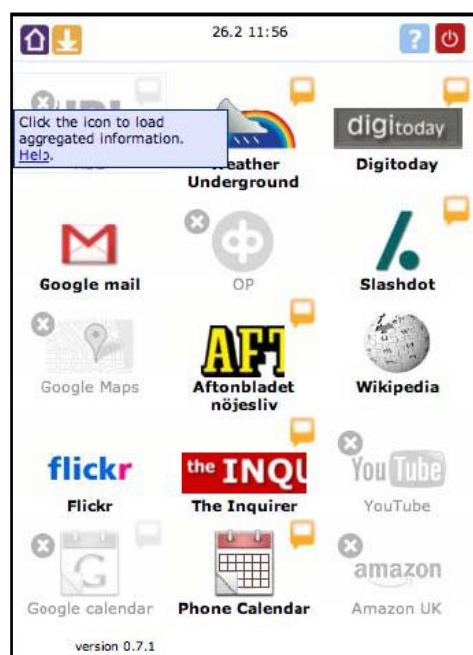 26.2 11:56
?
Click the icon to load
aggregated information.
Help.
Weather
Underground
digitoday
Digitoday
Google mail
OP
Slashdot
Google Maps
AFT
Aftonbladet
nöjesliv
Wikipedia
flickr
Flickr
the INQU
The Inquirer
You Tube
YouTube
G
Google calendar
Phone Calendar
amazon
Amazon UK
version 0.7.1